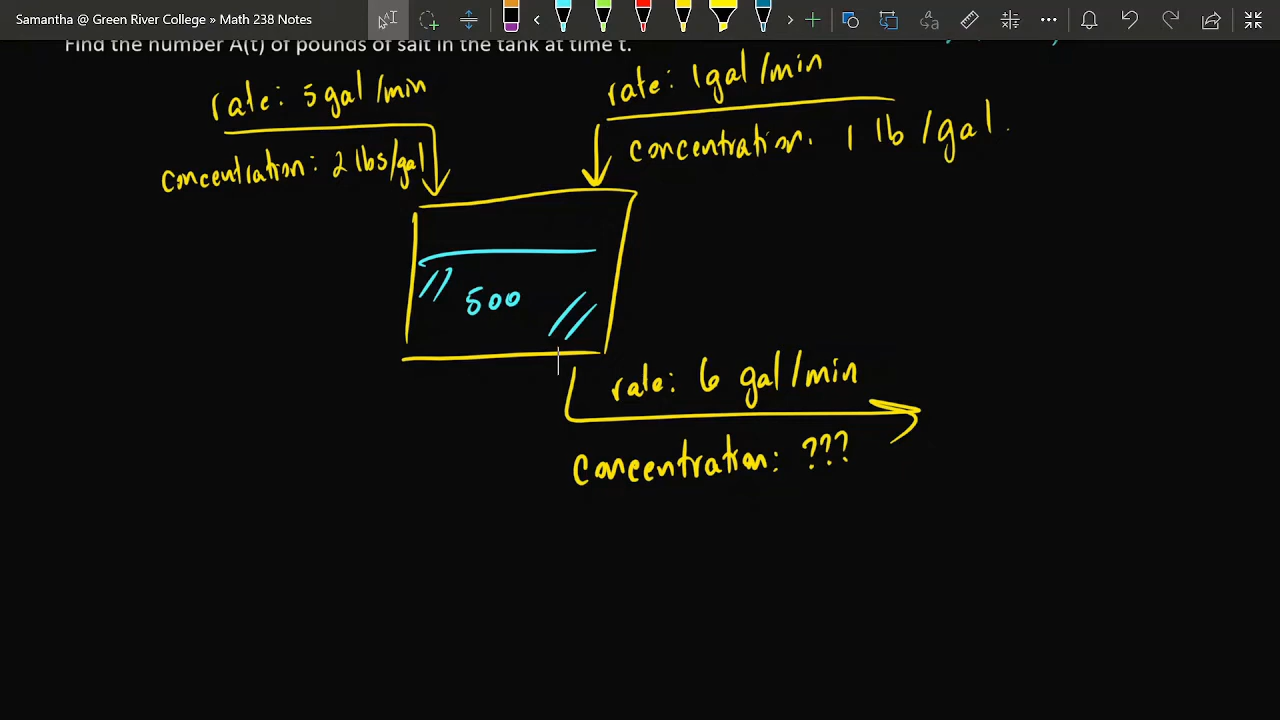 Samantha @ Green River College » Math 238 Notes
Find the number A(t) of pounds of salt in the tank at time t.
rate: 5 gal/min
rate: 1 gal/min
concentration: 2 lbs/gal
concentration. 1 lb/gal.
500
rate: 6 gal/min
concentration: ???